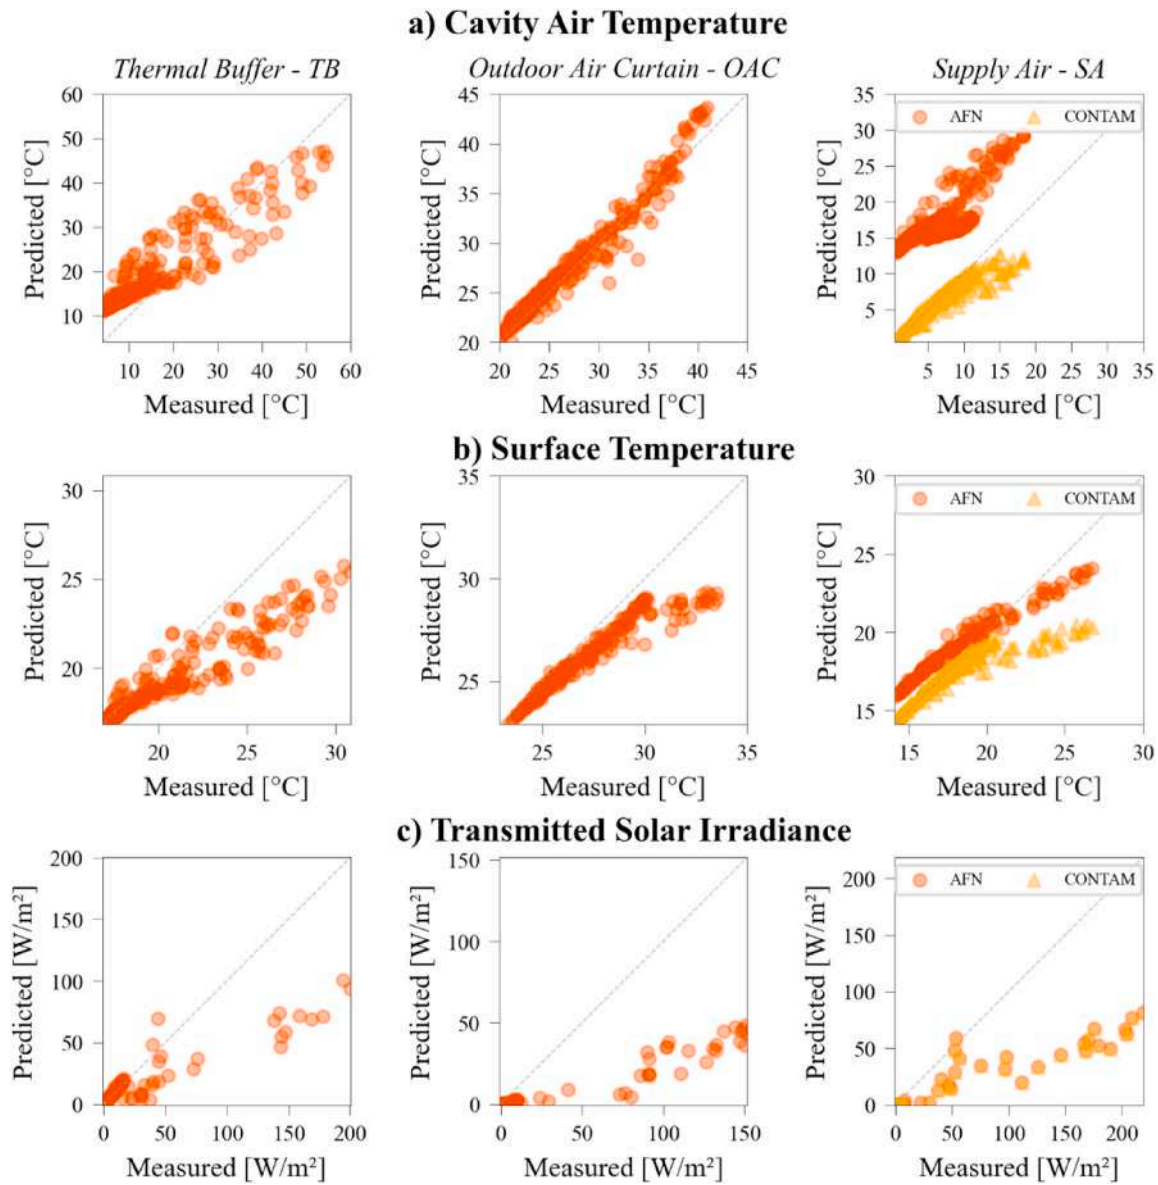 a) Cavity Air Temperature
Thermal Buffer - TB
Outdoor Air Curtain - OAC
Supply Air - SA
60
50
40
30
20
10
Predicted [°C]
10 20 30 40 50 60
Measured [°C]
45
40
35
30
25
20
Predicted [°C]
20 25 30 35 40 45
Measured [°C]
AFN CONTAM
35
30
25
20
15
10
5
Predicted [°C]
5 10 15 20 25 30 35
Measured [°C]
b) Surface Temperature
30
25
20
Predicted [°C]
20 25 30
Measured [°C]
35
30
25
Predicted [°C]
25 30 35
Measured [°C]
AFN CONTAM
30
25
20
15
Predicted [°C]
15 20 25 30
Measured [°C]
c) Transmitted Solar Irradiance
200
150
100
50
0
Predicted [W/m²]
0 50 100 150 200
Measured [W/m²]
150
100
50
0
Predicted [W/m²]
0 50 100 150
Measured [W/m²]
AFN CONTAM
200
150
100
50
0
Predicted [W/m²]
0 50 100 150 200
Measured [W/m²]